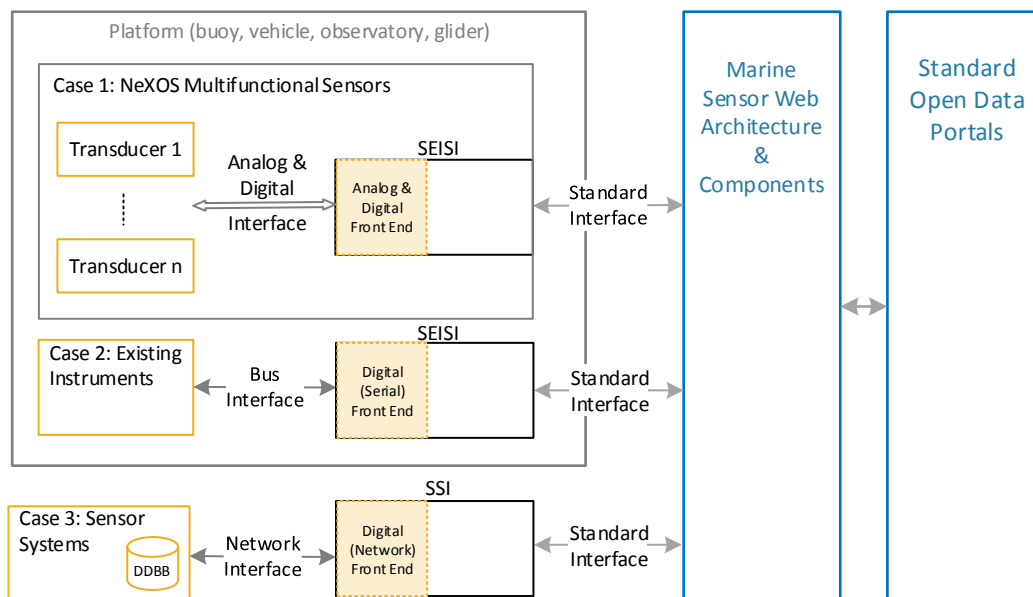 Platform (buoy, vehicle, observatory, glider)
Case 1: NeXOS Multifunctional Sensors
Transducer 1
Transducer n
Analog &
Digital
Interface
SEISI
Analog &
Digital
Front End
Standard
Interface
Case 2: Existing
Instruments
Bus
Interface
SEISI
Digital
(Serial)
Front End
Standard
Interface
Case 3: Sensor
Systems
DDBB
Network
Interface
SSI
Digital
(Network)
Front End
Standard
Interface
Marine
Sensor Web
Architecture
&
Components
Standard
Open Data
Portals